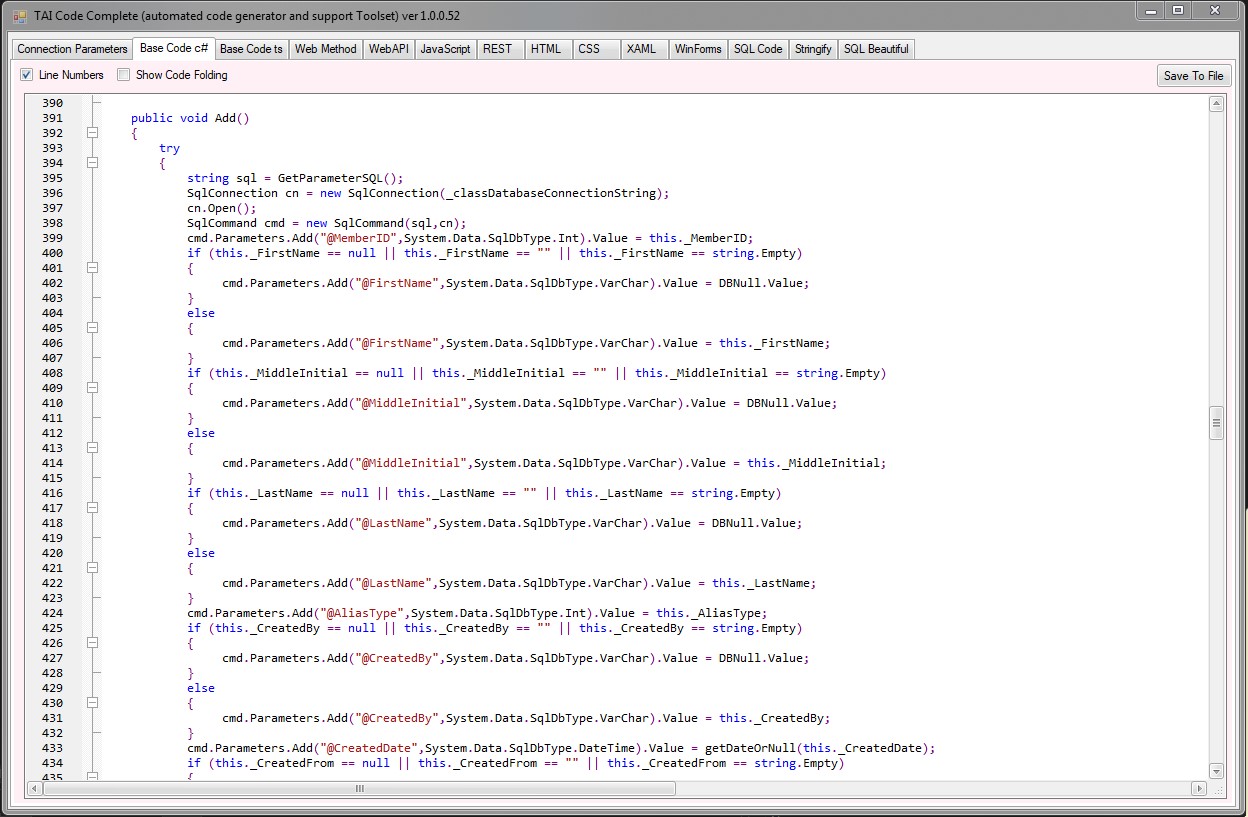 TAI Code Complete (automated code generator and support Toolset) ver 1.0.0.52
Connection Parameters Base Code c# Base Code ts Web Method WebAPI JavaScript REST HTML CSS XAML WinForms SQL Code Stringify SQL Beautiful
Line Numbers Show Code Folding Save To File
390
391 public void Add()
392 {
393 try
394 {
395 string sql = GetParameterSQL();
396 SqlConnection cn = new SqlConnection(_classDatabaseConnectionString);
397 cn.Open();
398 SqlCommand cmd = new SqlCommand(sql,cn);
399 cmd.Parameters.Add("@MemberID",System.Data.SqlDbType.Int).Value = this._MemberID;
400 if (this._FirstName == null || this._FirstName == "" || this._FirstName == string.Empty)
401 {
402 cmd.Parameters.Add("@FirstName",System.Data.SqlDbType.VarChar).Value = DBNull.Value;
403 }
404 else
405 {
406 cmd.Parameters.Add("@FirstName",System.Data.SqlDbType.VarChar).Value = this._FirstName;
407 }
408 if (this._MiddleInitial == null || this._MiddleInitial == "" || this._MiddleInitial == string.Empty)
409 {
410 cmd.Parameters.Add("@MiddleInitial",System.Data.SqlDbType.VarChar).Value = DBNull.Value;
411 }
412 else
413 {
414 cmd.Parameters.Add("@MiddleInitial",System.Data.SqlDbType.VarChar).Value = this._MiddleInitial;
415 }
416 if (this._LastName == null || this._LastName == "" || this._LastName == string.Empty)
417 {
418 cmd.Parameters.Add("@LastName",System.Data.SqlDbType.VarChar).Value = DBNull.Value;
419 }
420 else
421 {
422 cmd.Parameters.Add("@LastName",System.Data.SqlDbType.VarChar).Value = this._LastName;
423 }
424 cmd.Parameters.Add("@AliasType",System.Data.SqlDbType.Int).Value = this._AliasType;
425 if (this._CreatedBy == null || this._CreatedBy == "" || this._CreatedBy == string.Empty)
426 {
427 cmd.Parameters.Add("@CreatedBy",System.Data.SqlDbType.VarChar).Value = DBNull.Value;
428 }
429 else
430 {
431 cmd.Parameters.Add("@CreatedBy",System.Data.SqlDbType.VarChar).Value = this._CreatedBy;
432 }
433 cmd.Parameters.Add("@CreatedDate",System.Data.SqlDbType.DateTime).Value = getDateOrNull(this._CreatedDate);
434 if (this._CreatedFrom == null || this._CreatedFrom == "" || this._CreatedFrom == string.Empty)
435 {